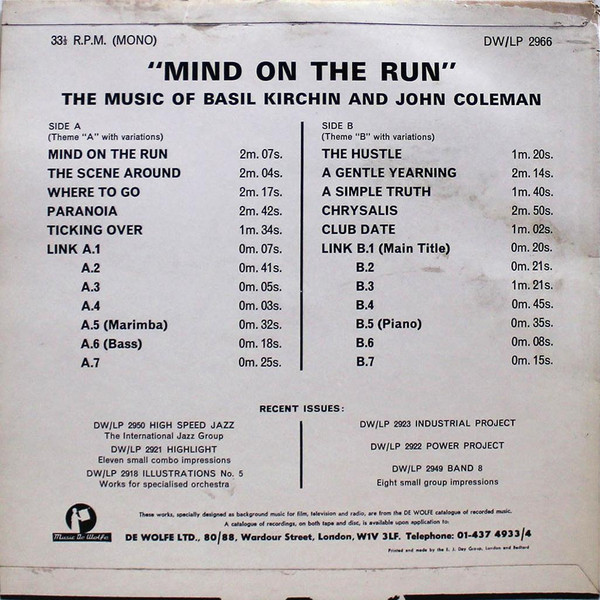 33⅓ R.P.M. (MONO)
DW/LP 2966
"MIND ON THE RUN"
THE MUSIC OF BASIL KIRCHIN AND JOHN COLEMAN
SIDE A
(Theme "A" with variations)
MIND ON THE RUN 2m. 07s.
THE SCENE AROUND 2m. 04s.
WHERE TO GO 2m. 17s.
PARANOIA 2m. 42s.
TICKING OVER 1m. 34s.
LINK A.1 0m. 07s.
A.2 0m. 41s.
A.3 0m. 05s.
A.4 0m. 03s.
A.5 (Marimba) 0m. 32s.
A.6 (Bass) 0m. 18s.
A.7 0m. 25s.
SIDE B
(Theme "B" with variations)
THE HUSTLE 1m. 20s.
A GENTLE YEARNING 2m. 14s.
A SIMPLE TRUTH 1m. 40s.
CHRYSALIS 2m. 50s.
CLUB DATE 1m. 02s.
LINK B.1 (Main Title) 0m. 20s.
B.2 0m. 21s.
B.3 1m. 21s.
B.4 0m. 45s.
B.5 (Piano) 0m. 35s.
B.6 0m. 08s.
B.7 0m. 15s.
RECENT ISSUES:
DW/LP 2950 HIGH SPEED JAZZ
The International Jazz Group
DW/LP 2921 HIGHLIGHT
Eleven small combo impressions
DW/LP 2918 ILLUSTRATIONS No. 5
Works for specialised orchestra
DW/LP 2923 INDUSTRIAL PROJECT
DW/LP 2922 POWER PROJECT
DW/LP 2949 BAND 8
Eight small group impressions
Music De Wolfe
These works, specially designed as background music for film, television and radio, are from the DE WOLFE catalogue of recorded music.
A catalogue of recordings, on both tape and disc, is available upon application to:
DE WOLFE LTD., 80/88, Wardour Street, London, W1V 3LF. Telephone: 01-437 4933/4
Printed and made by the E. J. Day Group, London and Bedford